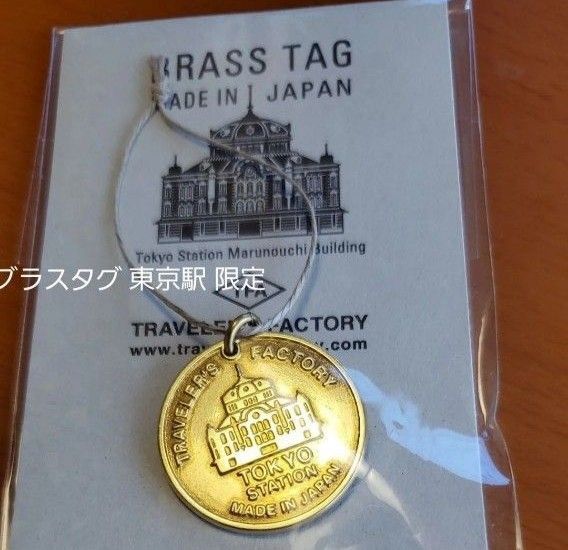 BRASS TAG
MADE IN JAPAN
Tokyo Station Marunouchi Building
ブラスタグ 東京駅 限定
TFA
TRAVELER'S FACTORY
TRAVELER'S FACTORY
TOKYO
STATION
MADE IN JAPAN